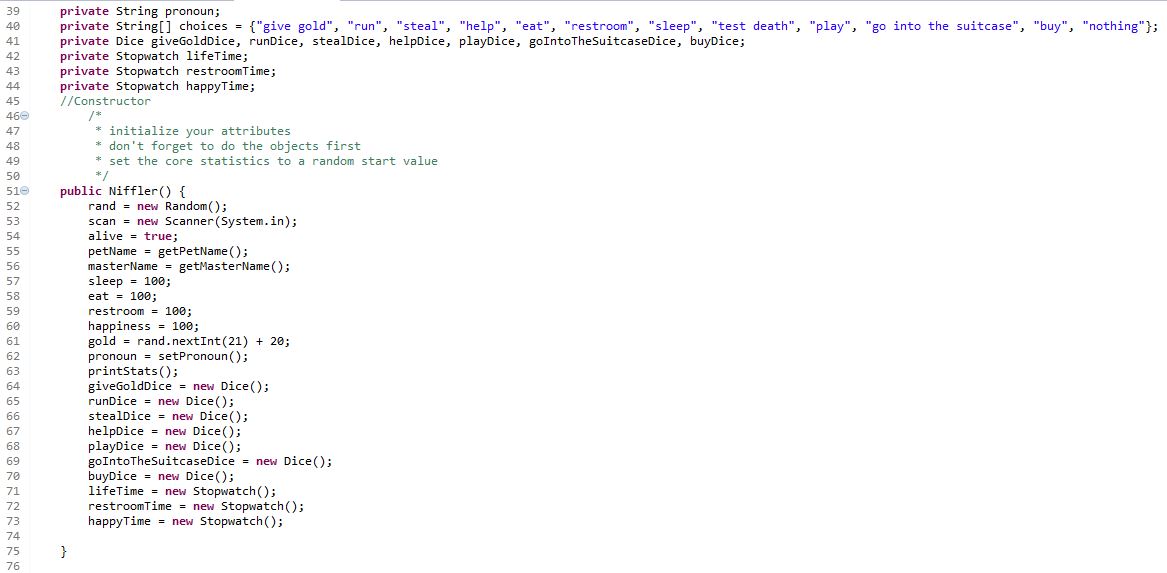 39 private String pronoun;
40 private String[] choices = {"give gold", "run", "steal", "help", "eat", "restroom", "sleep", "test death", "play", "go into the suitcase", "buy", "nothing"};
41 private Dice giveGoldDice, runDice, stealDice, helpDice, playDice, goIntoTheSuitcaseDice, buyDice;
42 private Stopwatch lifeTime;
43 private Stopwatch restroomTime;
44 private Stopwatch happyTime;
45 //Constructor
46 /*
47 * initialize your attributes
48 * don't forget to do the objects first
49 * set the core statistics to a random start value
50 */
51 public Niffler() {
52 rand = new Random();
53 scan = new Scanner(System.in);
54 alive = true;
55 petName = getPetName();
56 masterName = getMasterName();
57 sleep = 100;
58 eat = 100;
59 restroom = 100;
60 happiness = 100;
61 gold = rand.nextInt(21) + 20;
62 pronoun = setPronoun();
63 printStats();
64 giveGoldDice = new Dice();
65 runDice = new Dice();
66 stealDice = new Dice();
67 helpDice = new Dice();
68 playDice = new Dice();
69 goIntoTheSuitcaseDice = new Dice();
70 buyDice = new Dice();
71 lifeTime = new Stopwatch();
72 restroomTime = new Stopwatch();
73 happyTime = new Stopwatch();
74
75 }
76